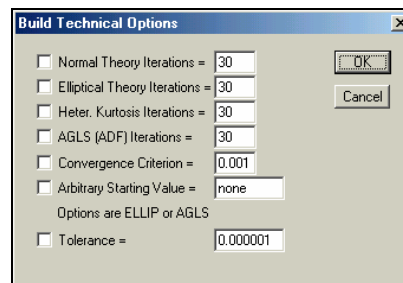 Build Technical Options
Normal Theory Iterations = 30
OK
Elliptical Theory Iterations = 30
Cancel
Heter. Kurtosis Iterations = 30
AGLS (ADF) Iterations = 30
Convergence Criterion = 0.001
Arbitrary Starting Value = none
Options are ELLIP or AGLS
Tolerance = 0.000001